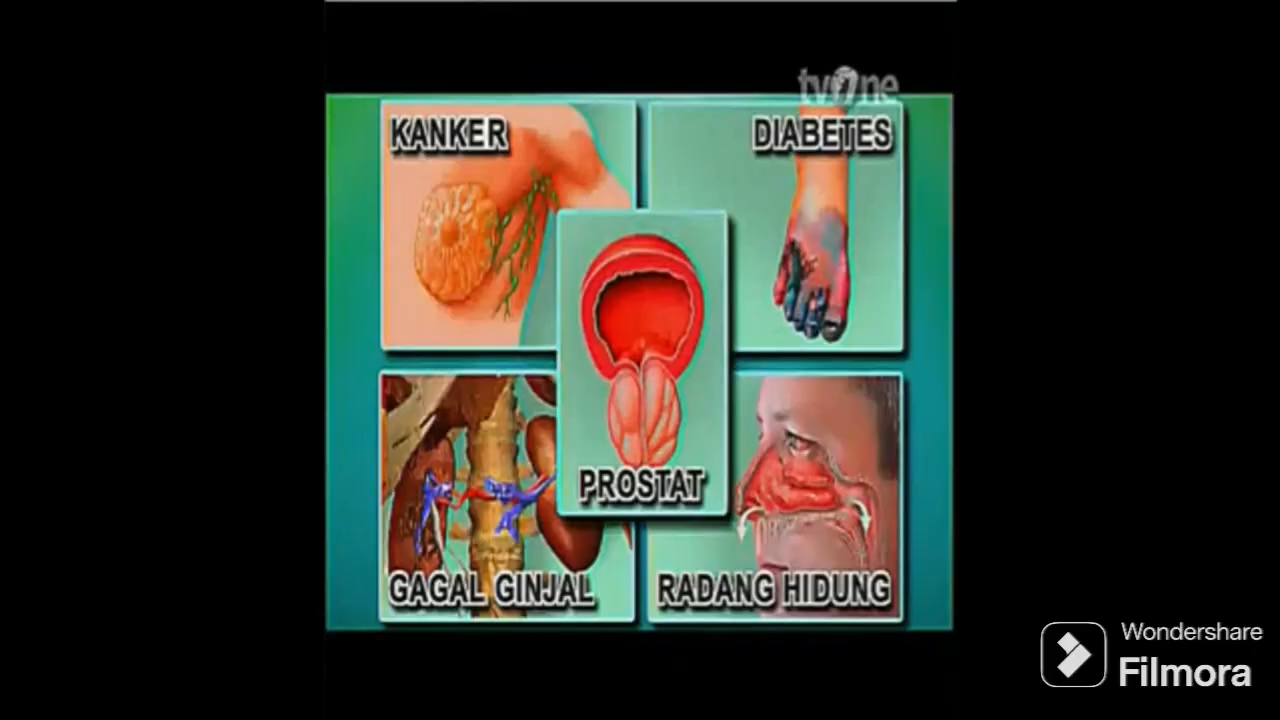 tvOne
KANKER
DIABETES
PROSTAT
GAGAL GINJAL
RADANG HIDUNG
Wondershare
Filmora